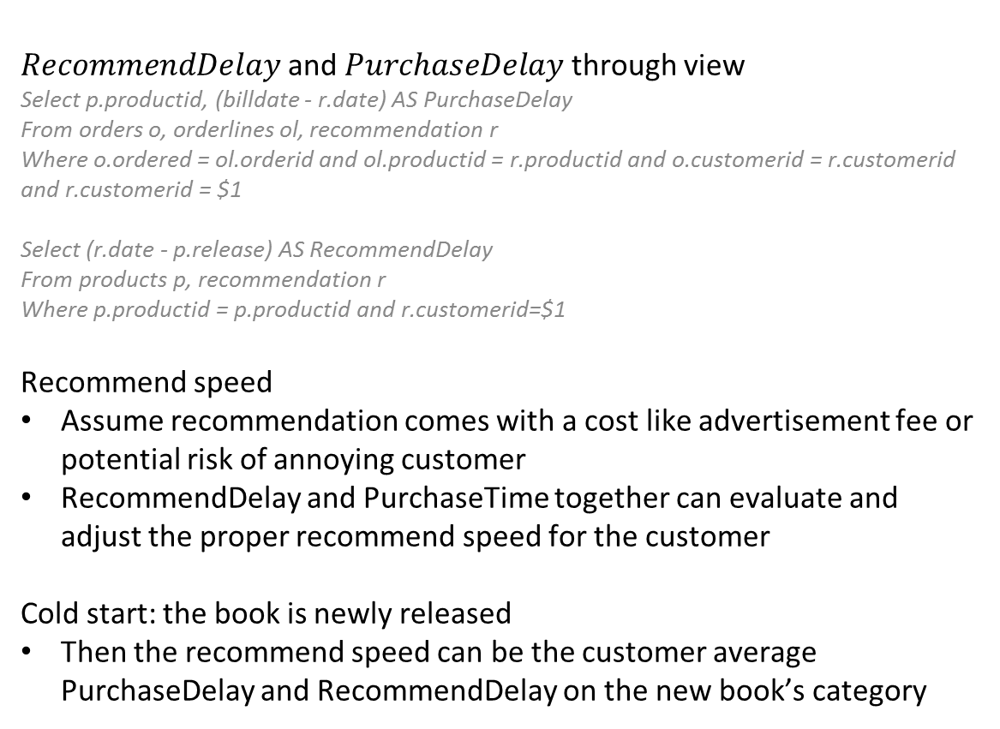 RecommendDelay and PurchaseDelay through view
Select p.productid, (billdate - r.date) AS PurchaseDelay
From orders o, orderlines ol, recommendation r
Where o.ordered = ol.orderid and ol.productid = r.productid and o.customerid = r.customerid
and r.customerid = $1
Select (r.date - p.release) AS RecommendDelay
From products p, recommendation r
Where p.productid = p.productid and r.customerid=$1
Recommend speed
• Assume recommendation comes with a cost like advertisement fee or
potential risk of annoying customer
• RecommendDelay and PurchaseTime together can evaluate and
adjust the proper recommend speed for the customer
Cold start: the book is newly released
• Then the recommend speed can be the customer average
PurchaseDelay and RecommendDelay on the new book’s category